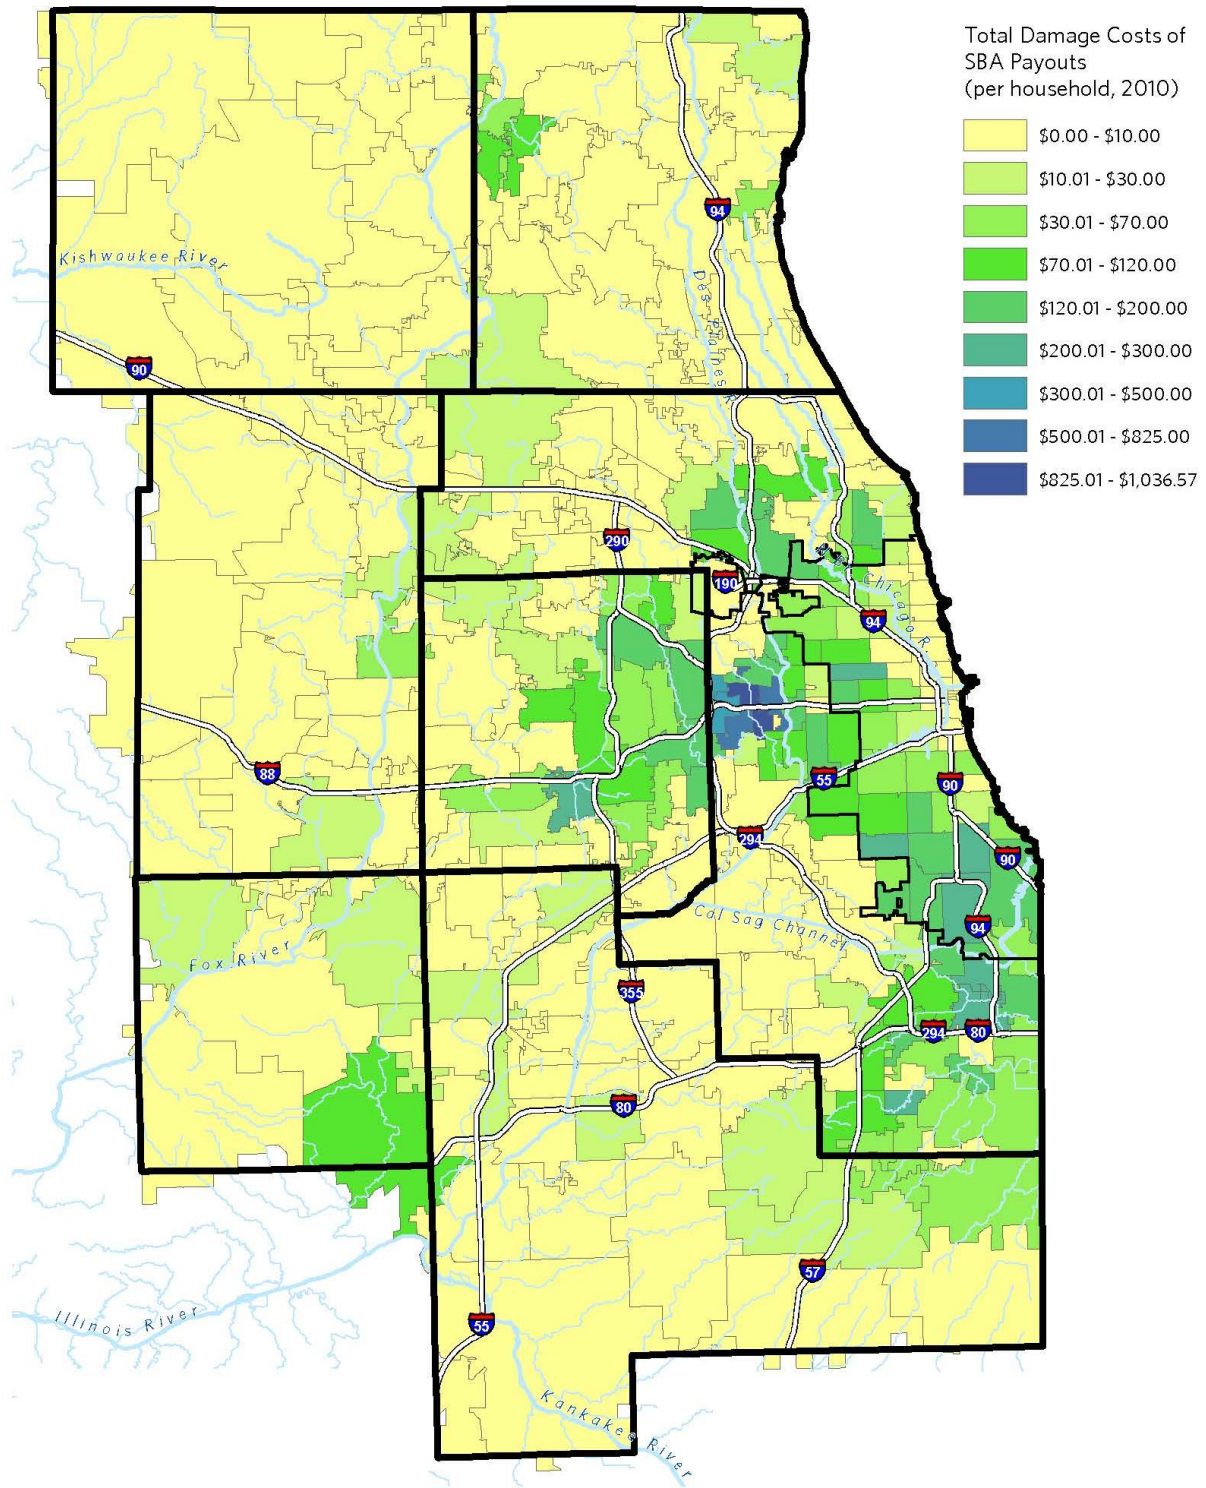 Total Damage Costs of
SBA Payouts
(per household, 2010)
$0.00 - $10.00
$10.01 - $30.00
$30.01 - $70.00
$70.01 - $120.00
$120.01 - $200.00
$200.01 - $300.00
$300.01 - $500.00
$500.01 - $825.00
$825.01 - $1,036.57
94
Kishwaukee River
Des Plaines R
90
290
190
Chicago R.
94
88
55
90
294
90
Cal Sag Channel
94
Fox River
355
294
80
80
57
Illinois River
55
Kankakee River